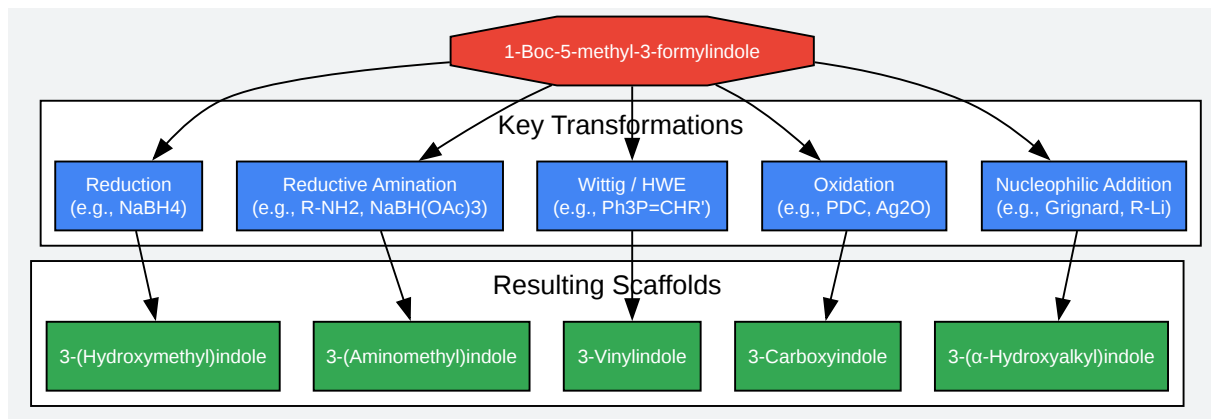 1-Boc-5-methyl-3-formylindole
Key Transformations
Reduction
(e.g., NaBH4)
Reductive Amination
(e.g., R-NH2, NaBH(OAc)3)
Wittig / HWE
(e.g., Ph3P=CHR')
Oxidation
(e.g., PDC, Ag2O)
Nucleophilic Addition
(e.g., Grignard, R-Li)
Resulting Scaffolds
3-(Hydroxymethyl)indole
3-(Aminomethyl)indole
3-Vinylindole
3-Carboxyindole
3-(α-Hydroxyalkyl)indole